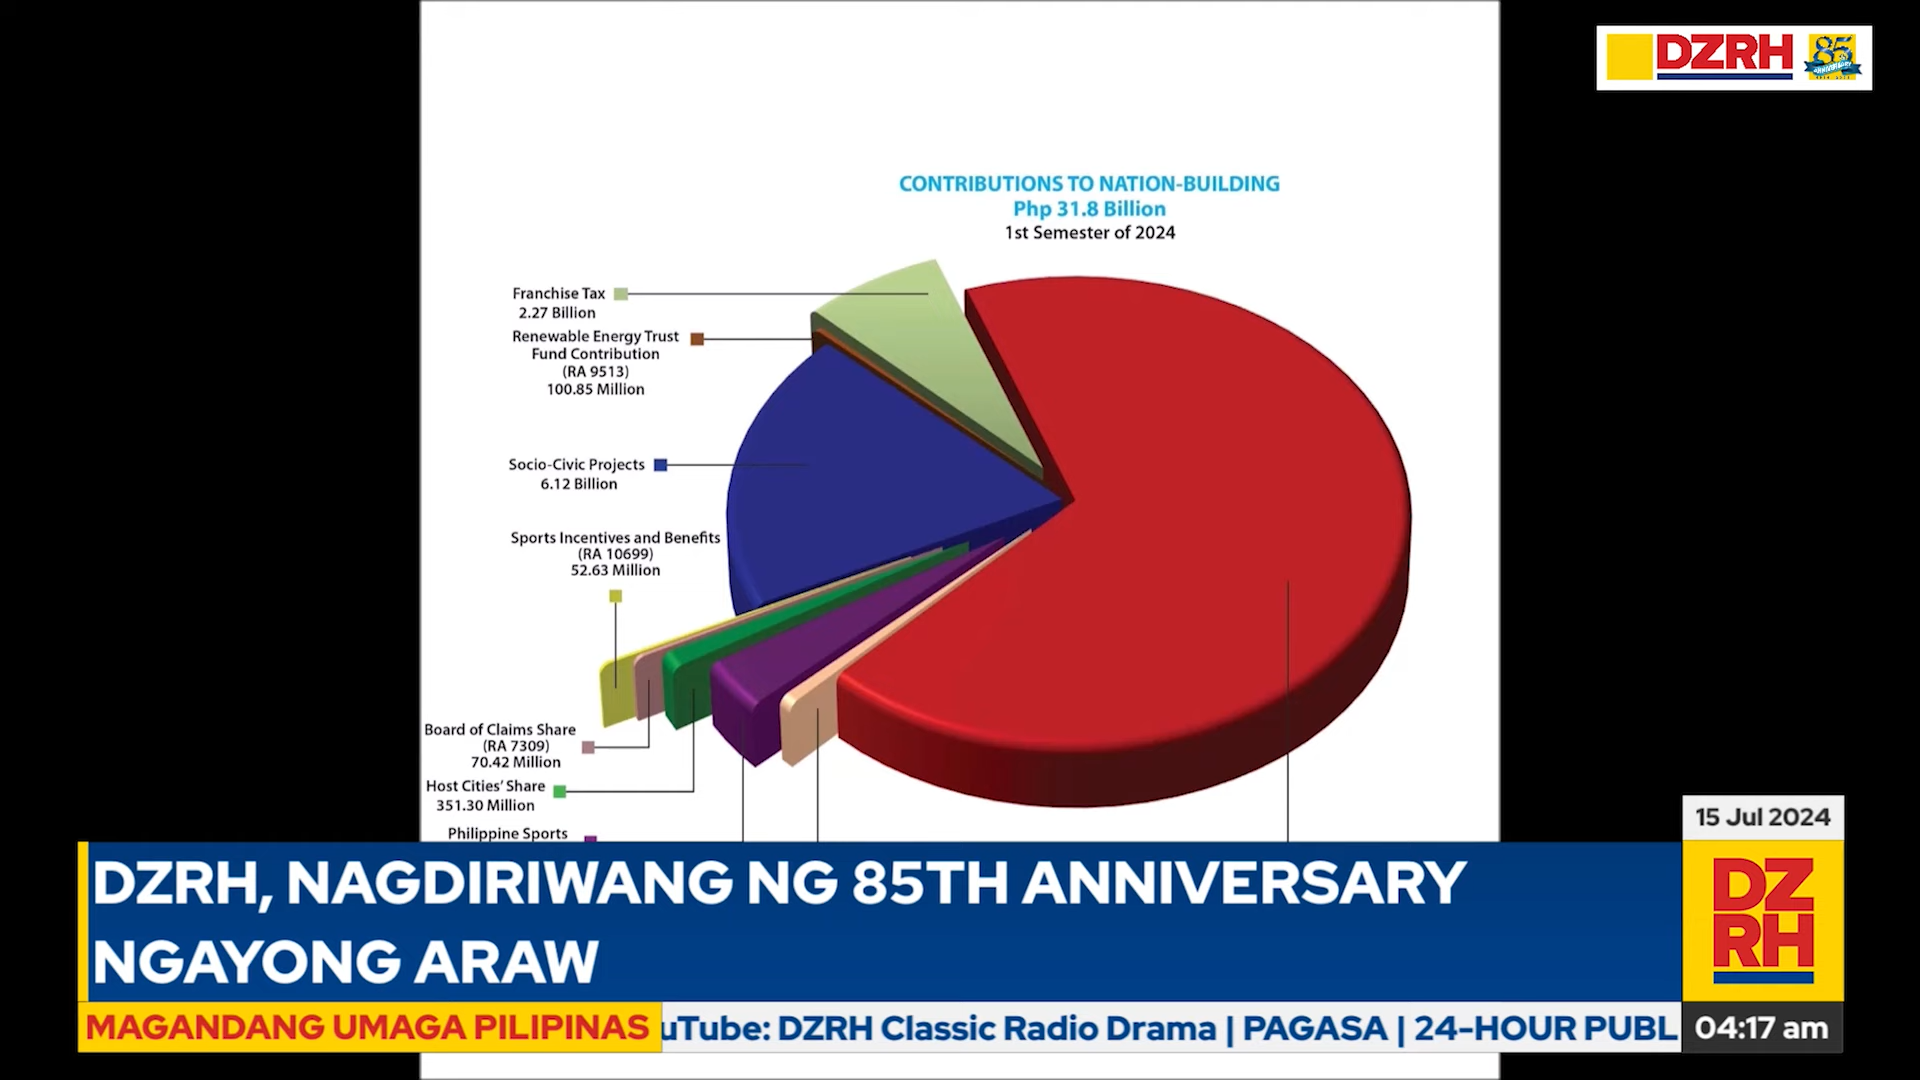 DZRH
85
ANNIVERSARY
CONTRIBUTIONS TO NATION-BUILDING
Php 31.8 Billion
1st Semester of 2024
Franchise Tax
2.27 Billion
Renewable Energy Trust
Fund Contribution
(RA 9513)
100.85 Million
Socio-Civic Projects
6.12 Billion
Sports Incentives and Benefits
(RA 10699)
52.63 Million
Board of Claims Share
(RA 7309)
70.42 Million
Host Cities' Share
351.30 Million
Philippine Sports
15 Jul 2024
DZRH, NAGDIRIWANG NG 85TH ANNIVERSARY
NGAYONG ARAW
DZ
RH
MAGANDANG UMAGA PILIPINAS
uTube: DZRH Classic Radio Drama | PAGASA | 24-HOUR PUBL
04:17 am